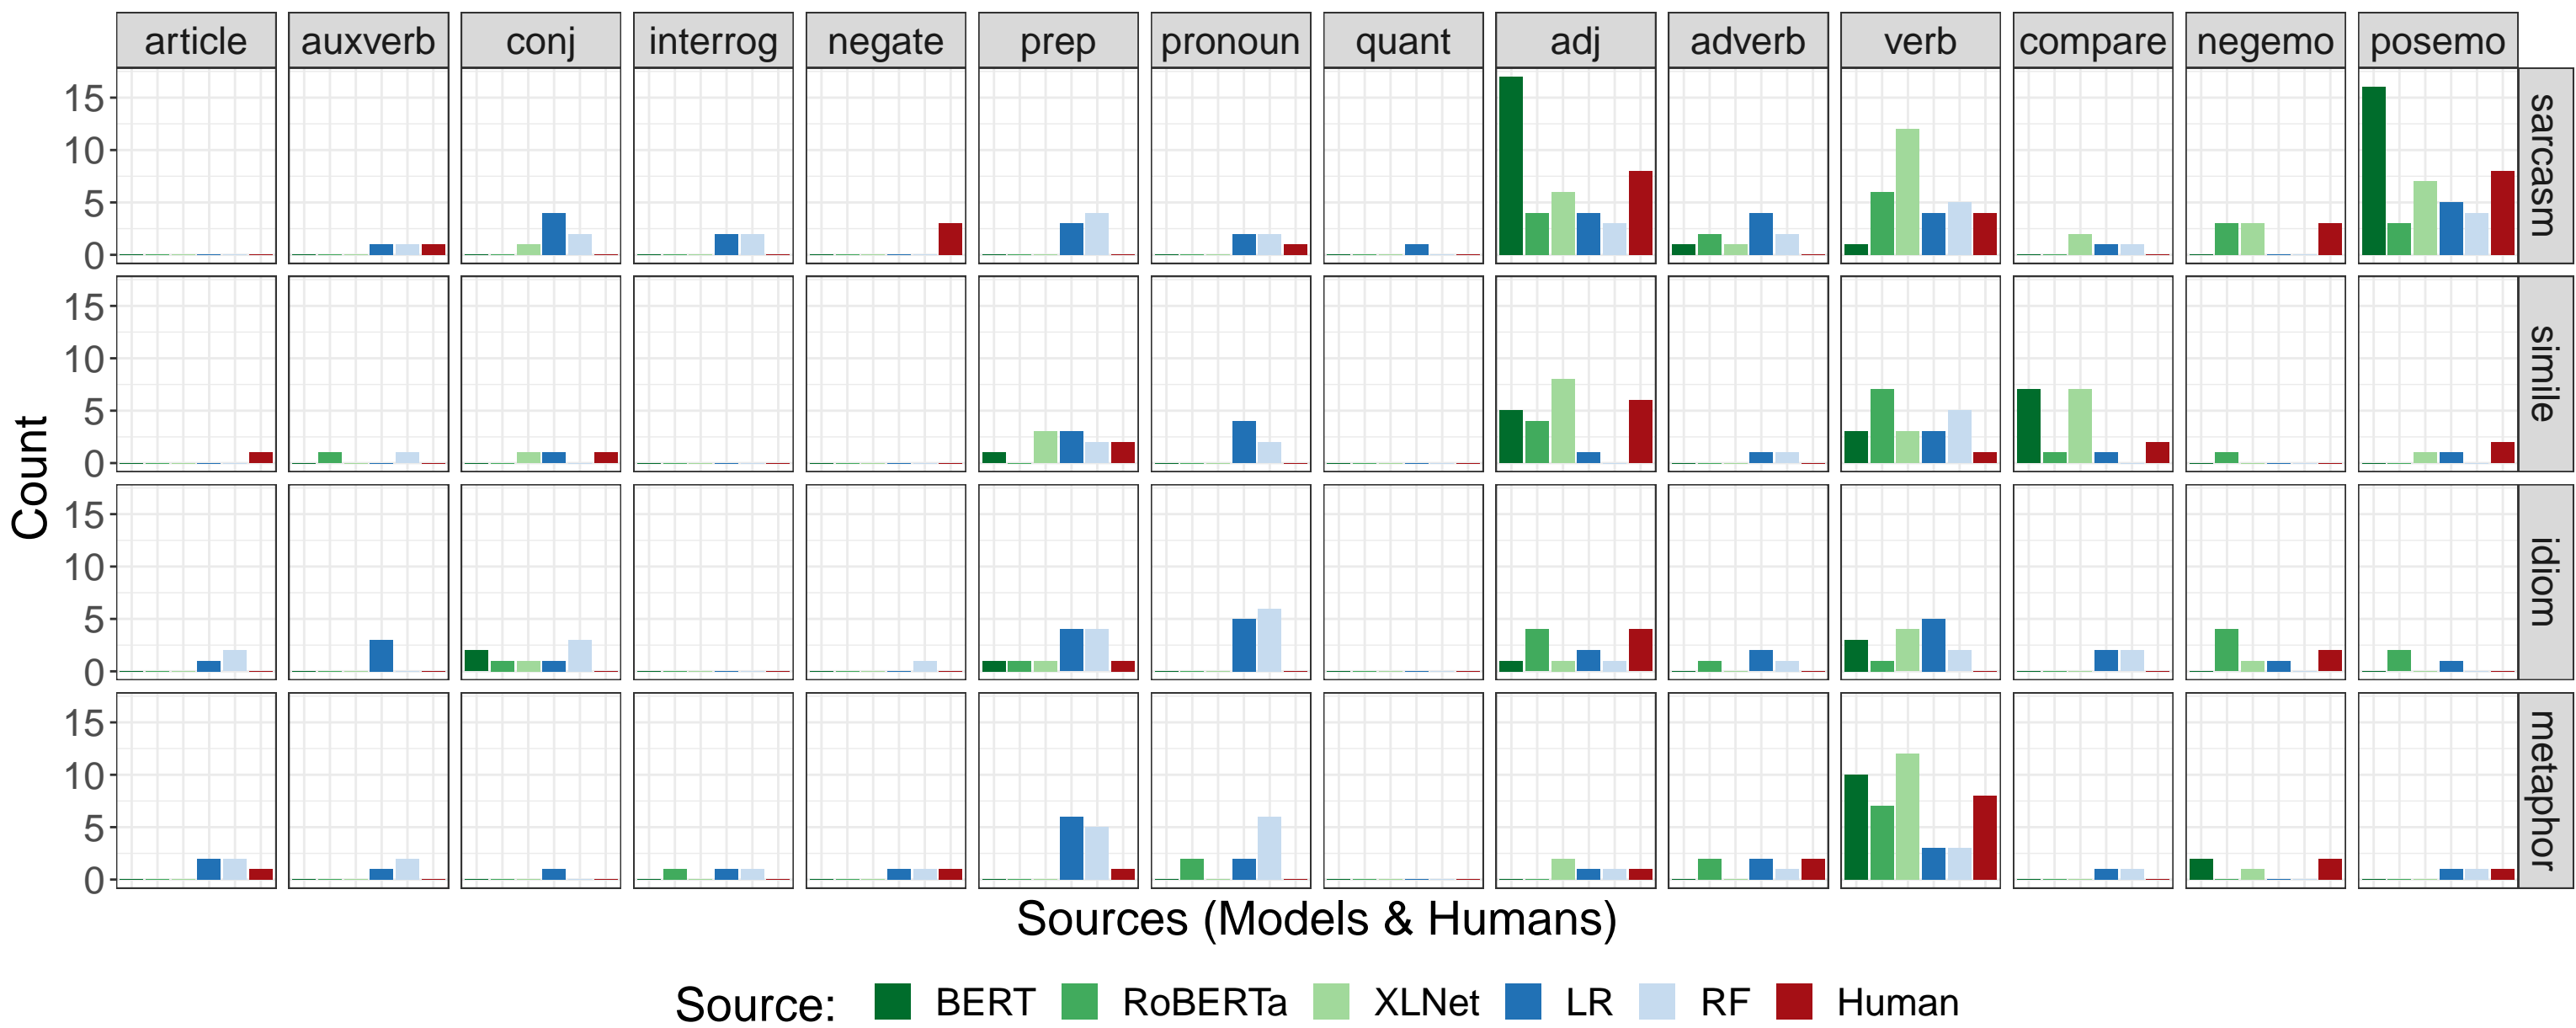 article auxverb conj interrog negate prep pronoun quant adj adverb verb compare negemo posemo
15
10
5
0
sarcasm
15
10
5
0
simile
15
10
5
0
idiom
15
10
5
0
metaphor
Count
Sources (Models & Humans)
Source: BERT RoBERTa XLNet LR RF Human